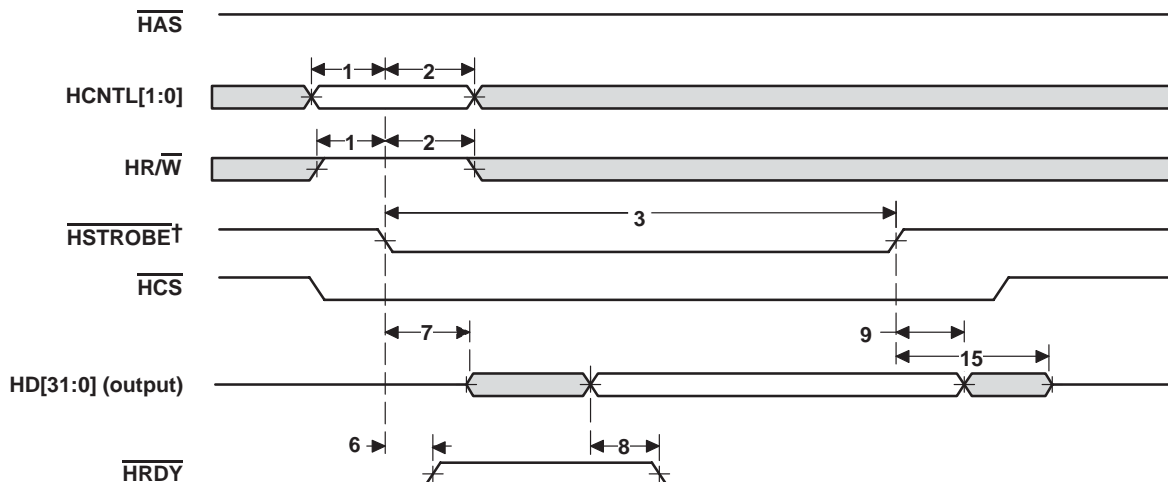 HAS
1 2
HCNTL[1:0]
1 2
HR/W
3
HSTROBE†
HCS
7 9
15
HD[31:0] (output)
6 8
HRDY